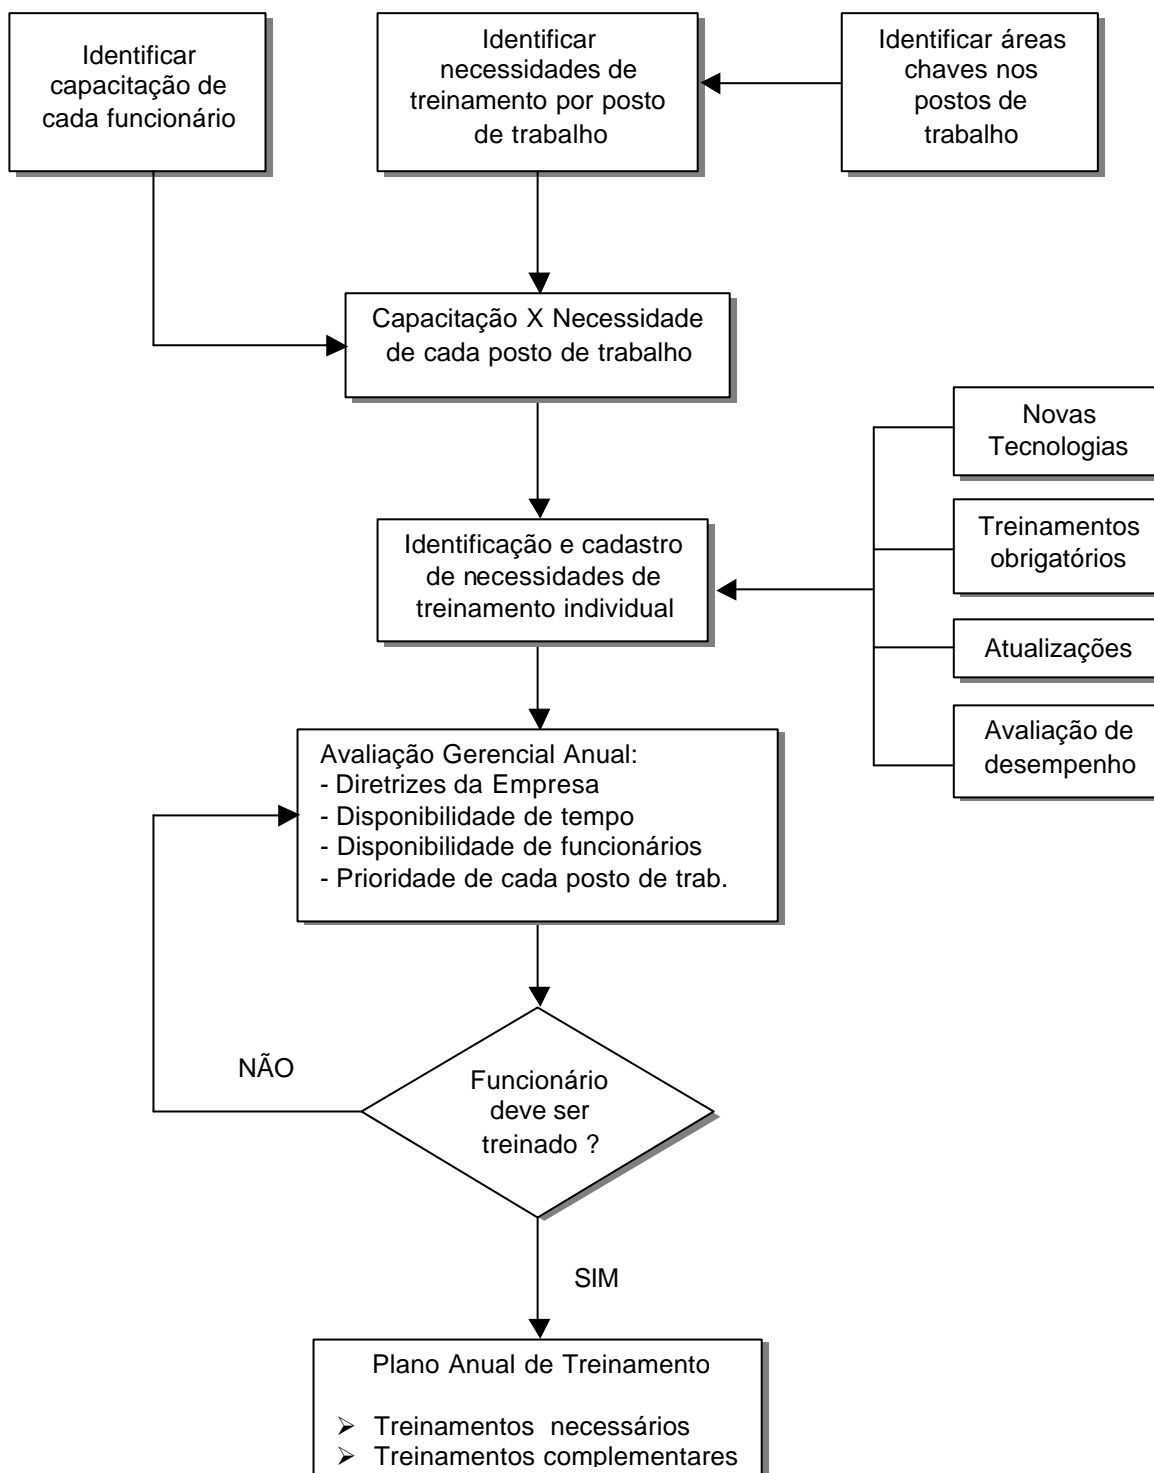 Identificar
capacitação de
cada funcionário
Identificar
necessidades de
treinamento por posto
de trabalho
Identificar áreas
chaves nos
postos de
trabalho
Capacitação X Necessidade
de cada posto de trabalho
Novas
Tecnologias
Treinamentos
obrigatórios
Atualizações
Avaliação de
desempenho
Identificação e cadastro
de necessidades de
treinamento individual
Avaliação Gerencial Anual:
- Diretrizes da Empresa
- Disponibilidade de tempo
- Disponibilidade de funcionários
- Prioridade de cada posto de trab.
NÃO
Funcionário
deve ser
treinado ?
SIM
Plano Anual de Treinamento
➢ Treinamentos necessários
➢ Treinamentos complementares